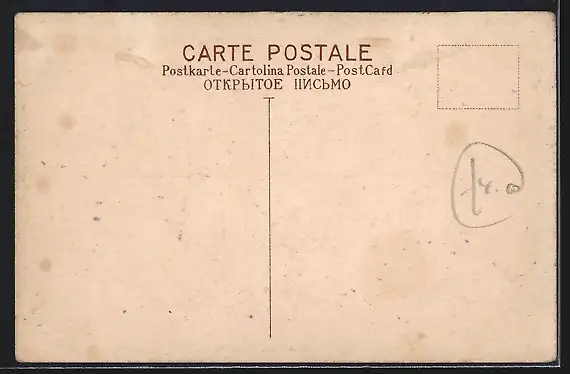 CARTE POSTALE
Postkarte–Cartolina Postale–PostCard
ОТКРЫТОЕ ПИСЬМО